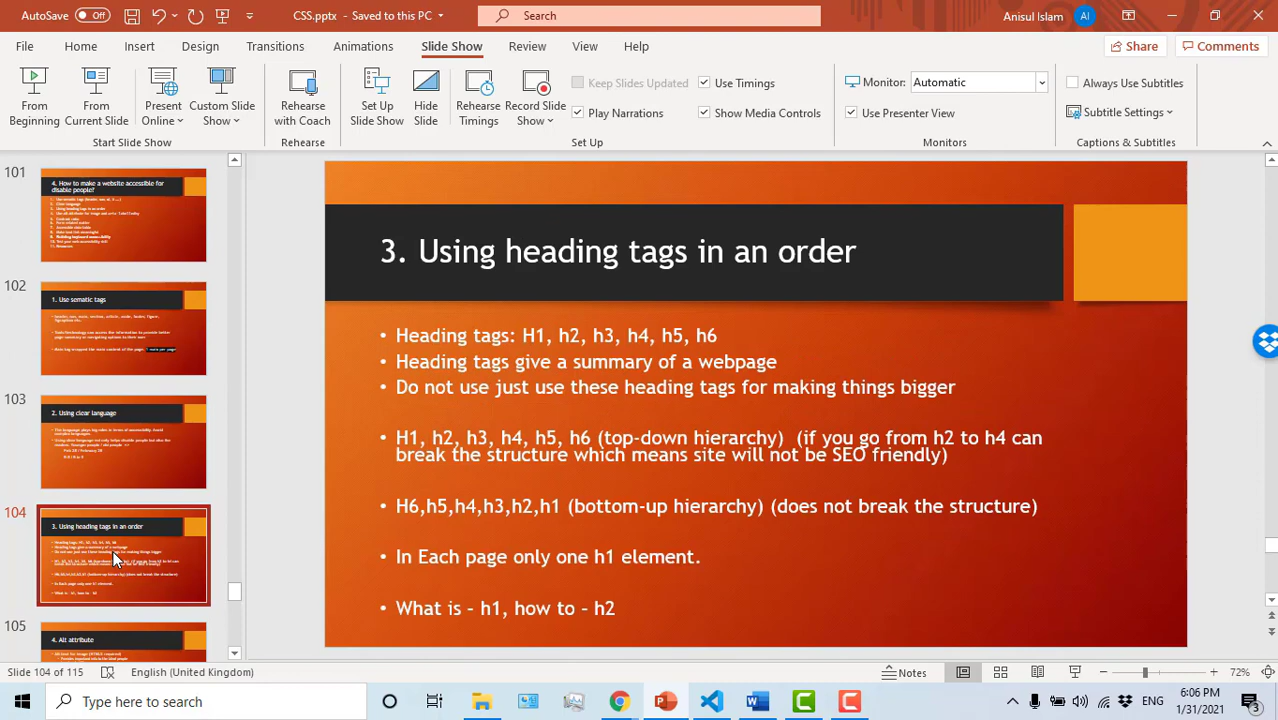 AutoSave Off CSS.pptx – Saved to this PC Search Anisul Islam AI
File Home Insert Design Transitions Animations Slide Show Review View Help Share Comments
From Beginning
From Current Slide
Present Online
Custom Slide Show
Start Slide Show
Rehearse with Coach
Rehearse
Set Up Slide Show
Hide Slide
Rehearse Timings
Record Slide Show
Keep Slides Updated
Play Narrations
Use Timings
Show Media Controls
Set Up
Monitor: Automatic
Use Presenter View
Monitors
Always Use Subtitles
Subtitle Settings
Captions & Subtitles
101
4. How to make a website accessible for
disable people?
102
1. Use sematic tags
103
2. Using clear language
104
3. Using heading tags in an order
105
4. Alt attribute
3. Using heading tags in an order
• Heading tags: H1, h2, h3, h4, h5, h6
• Heading tags give a summary of a webpage
• Do not use just use these heading tags for making things bigger
• H1, h2, h3, h4, h5, h6 (top-down hierarchy) (if you go from h2 to h4 can
break the structure which means site will not be SEO friendly)
• H6,h5,h4,h3,h2,h1 (bottom-up hierarchy) (does not break the structure)
• In Each page only one h1 element.
• What is – h1, how to – h2
Slide 104 of 115 English (United Kingdom) Notes 72%
Type here to search ENG 6:06 PM
1/31/2021 3